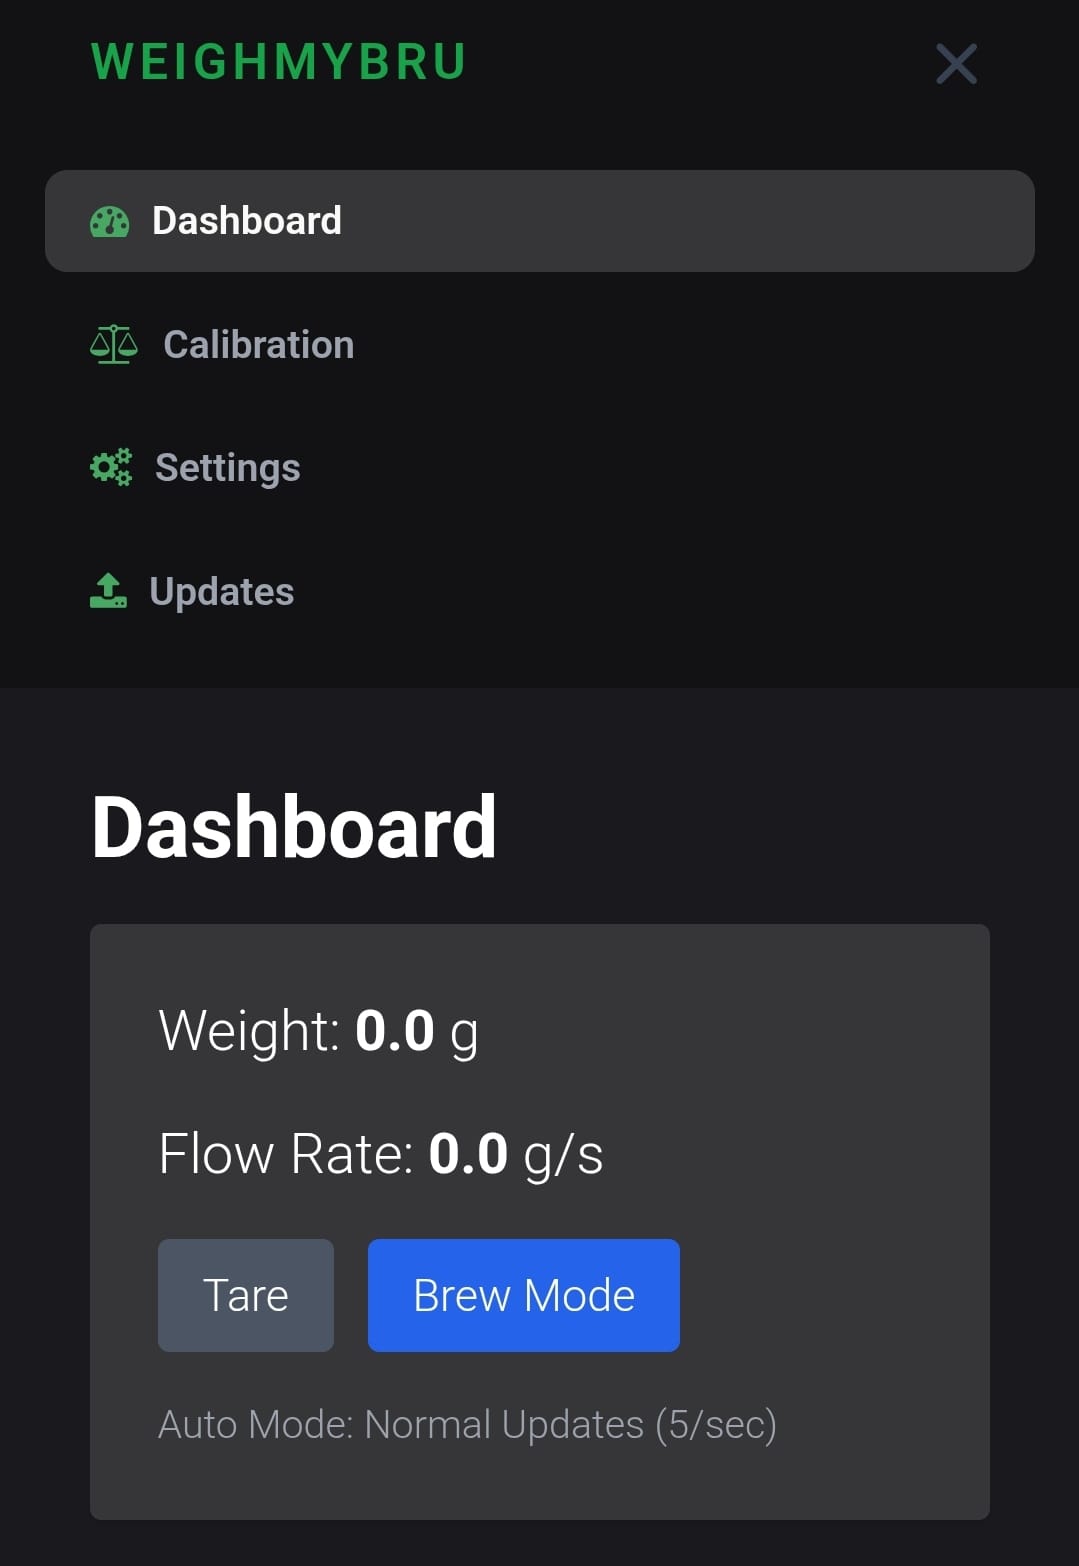 WEIGHMYBRU
Dashboard
Calibration
Settings
Updates
Dashboard
Weight: 0.0 g
Flow Rate: 0.0 g/s
Tare
Brew Mode
Auto Mode: Normal Updates (5/sec)